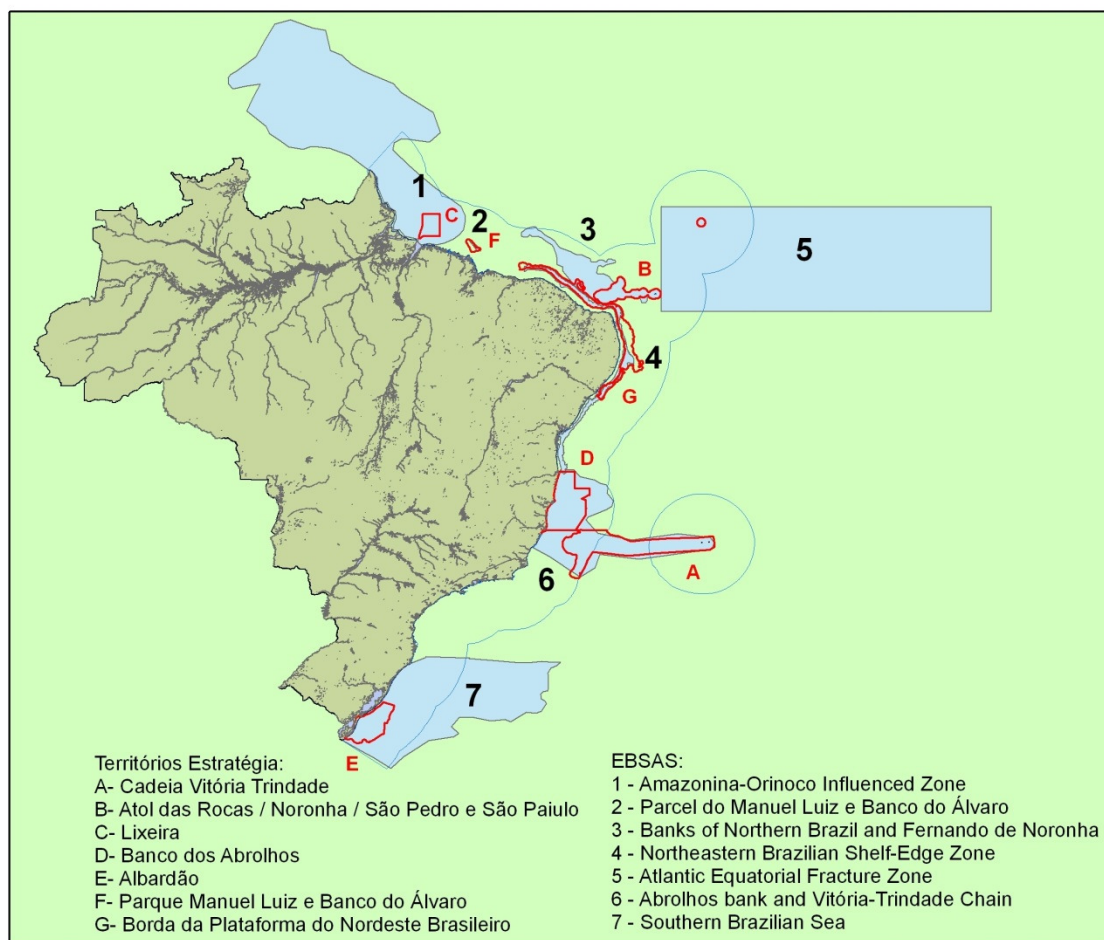 1
C
2
F
3
B
5
4
G
D
A
6
7
E
Territórios Estratégia:
A- Cadeia Vitória Trindade
B- Atol das Rocas / Noronha / São Pedro e São Paiulo
C- Lixeira
D- Banco dos Abrolhos
E- Albardão
F- Parque Manuel Luiz e Banco do Álvaro
G- Borda da Plataforma do Nordeste Brasileiro
EBSAS:
1 - Amazonina-Orinoco Influenced Zone
2 - Parcel do Manuel Luiz e Banco do Álvaro
3 - Banks of Northern Brazil and Fernando de Noronha
4 - Northeastern Brazilian Shelf-Edge Zone
5 - Atlantic Equatorial Fracture Zone
6 - Abrolhos bank and Vitória-Trindade Chain
7 - Southern Brazilian Sea